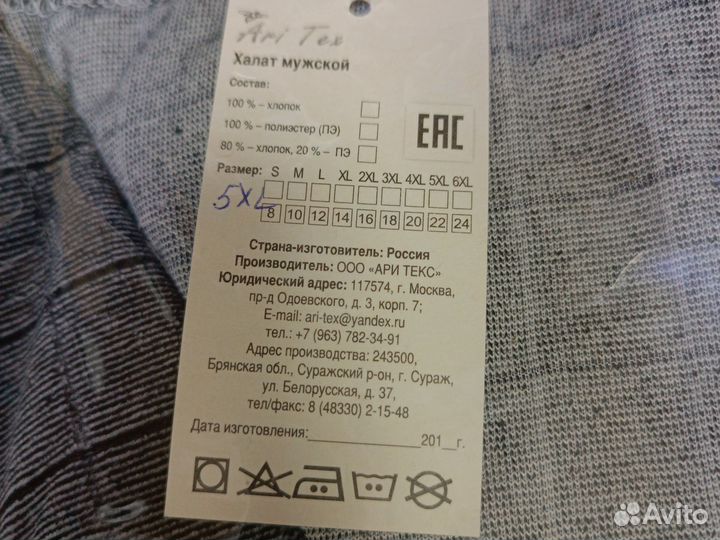 Ari Tex
Халат мужской
Состав:
100 % – хлопок
100 % – полиэстер (ПЭ)
80 % – хлопок, 20 % – ПЭ
EAC
Размер: S M L XL 2XL 3XL 4XL 5XL 6XL
5XL
8 10 12 14 16 18 20 22 24
Страна-изготовитель: Россия
Производитель: ООО «АРИ ТЕКС»
Юридический адрес: 117574, г. Москва,
пр-д Одоевского, д. 3, корп. 7;
E-mail: ari-tex@yandex.ru
тел.: +7 (963) 782-34-91
Адрес производства: 243500,
Брянская обл., Суражский р-он, г. Сураж,
ул. Белорусская, д. 37,
тел/факс: 8 (48330) 2-15-48
Дата изготовления:____________________201__г.
Avito